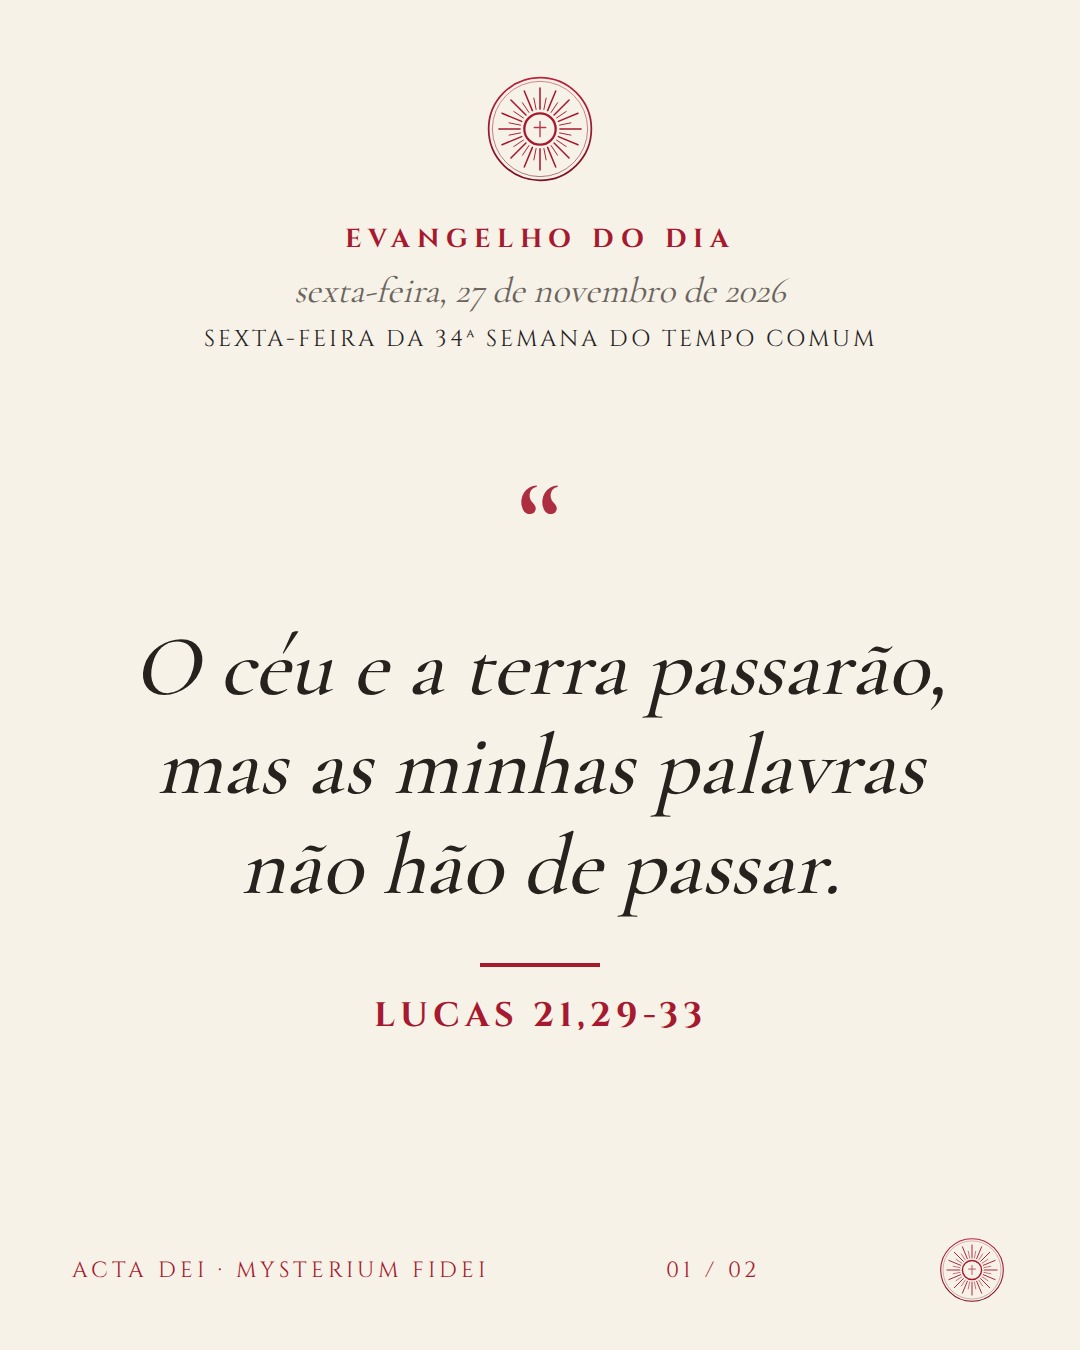 EVANGELHO DO DIA
sexta-feira, 27 de novembro de 2026
SEXTA-FEIRA DA 34ª SEMANA DO TEMPO COMUM
“
O céu e a terra passarão,
mas as minhas palavras
não hão de passar.
LUCAS 21,29-33
ACTA DEI · MYSTERIUM FIDEI 01 / 02